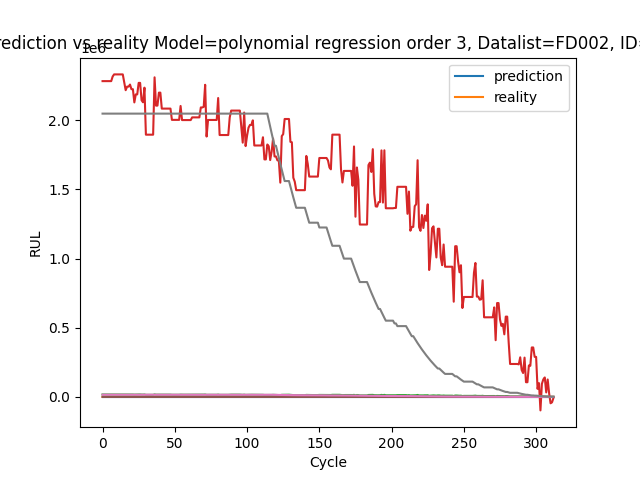 rediction vs reality Model=polynomial regression order 3, Datalist=FD002, ID=
1e6
prediction
reality
2.0
1.5
1.0
0.5
0.0
RUL
0 50 100 150 200 250 300
Cycle